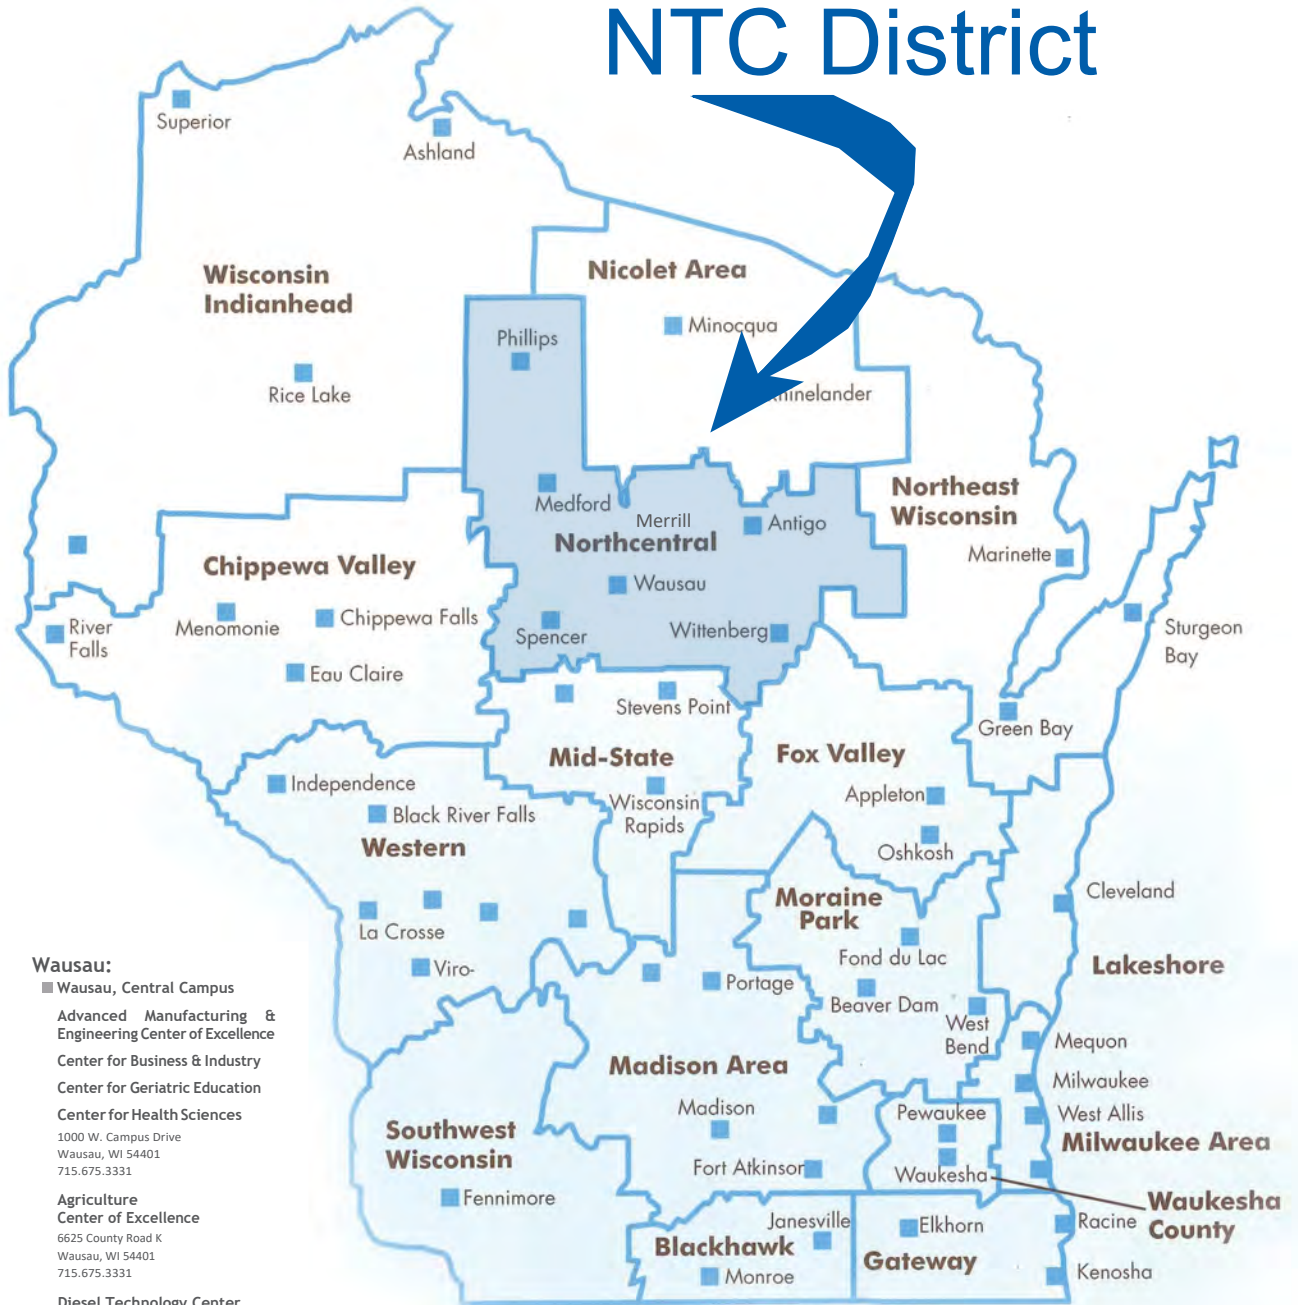 NTC District
Superior
Ashland
Wisconsin
Indianhead
Nicolet Area
Minocqua
Phillips
Rice Lake
hinelander
Medford
Merrill
Antigo
Northcentral
Wausau
Spencer
Wittenberg
Northeast
Wisconsin
Marinette
Sturgeon
Bay
Green Bay
Chippewa Valley
Menomonie
Chippewa Falls
River
Falls
Eau Claire
Stevens Point
Mid-State
Wisconsin
Rapids
Fox Valley
Appleton
Oshkosh
Independence
Black River Falls
Western
La Crosse
Viro-
Moraine
Park
Fond du Lac
Beaver Dam
West
Bend
Cleveland
Lakeshore
Portage
Madison Area
Madison
Fort Atkinson
Mequon
Milwaukee
West Allis
Milwaukee Area
Pewaukee
Waukesha
Waukesha
County
Southwest
Wisconsin
Fennimore
Janesville
Blackhawk
Monroe
Elkhorn
Gateway
Racine
Kenosha
Wausau:
Wausau, Central Campus
Advanced Manufacturing &
Engineering Center of Excellence
Center for Business & Industry
Center for Geriatric Education
Center for Health Sciences
1000 W. Campus Drive
Wausau, WI 54401
715.675.3331
Agriculture
Center of Excellence
6625 County Road K
Wausau, WI 54401
715.675.3331
Diesel Technology Center